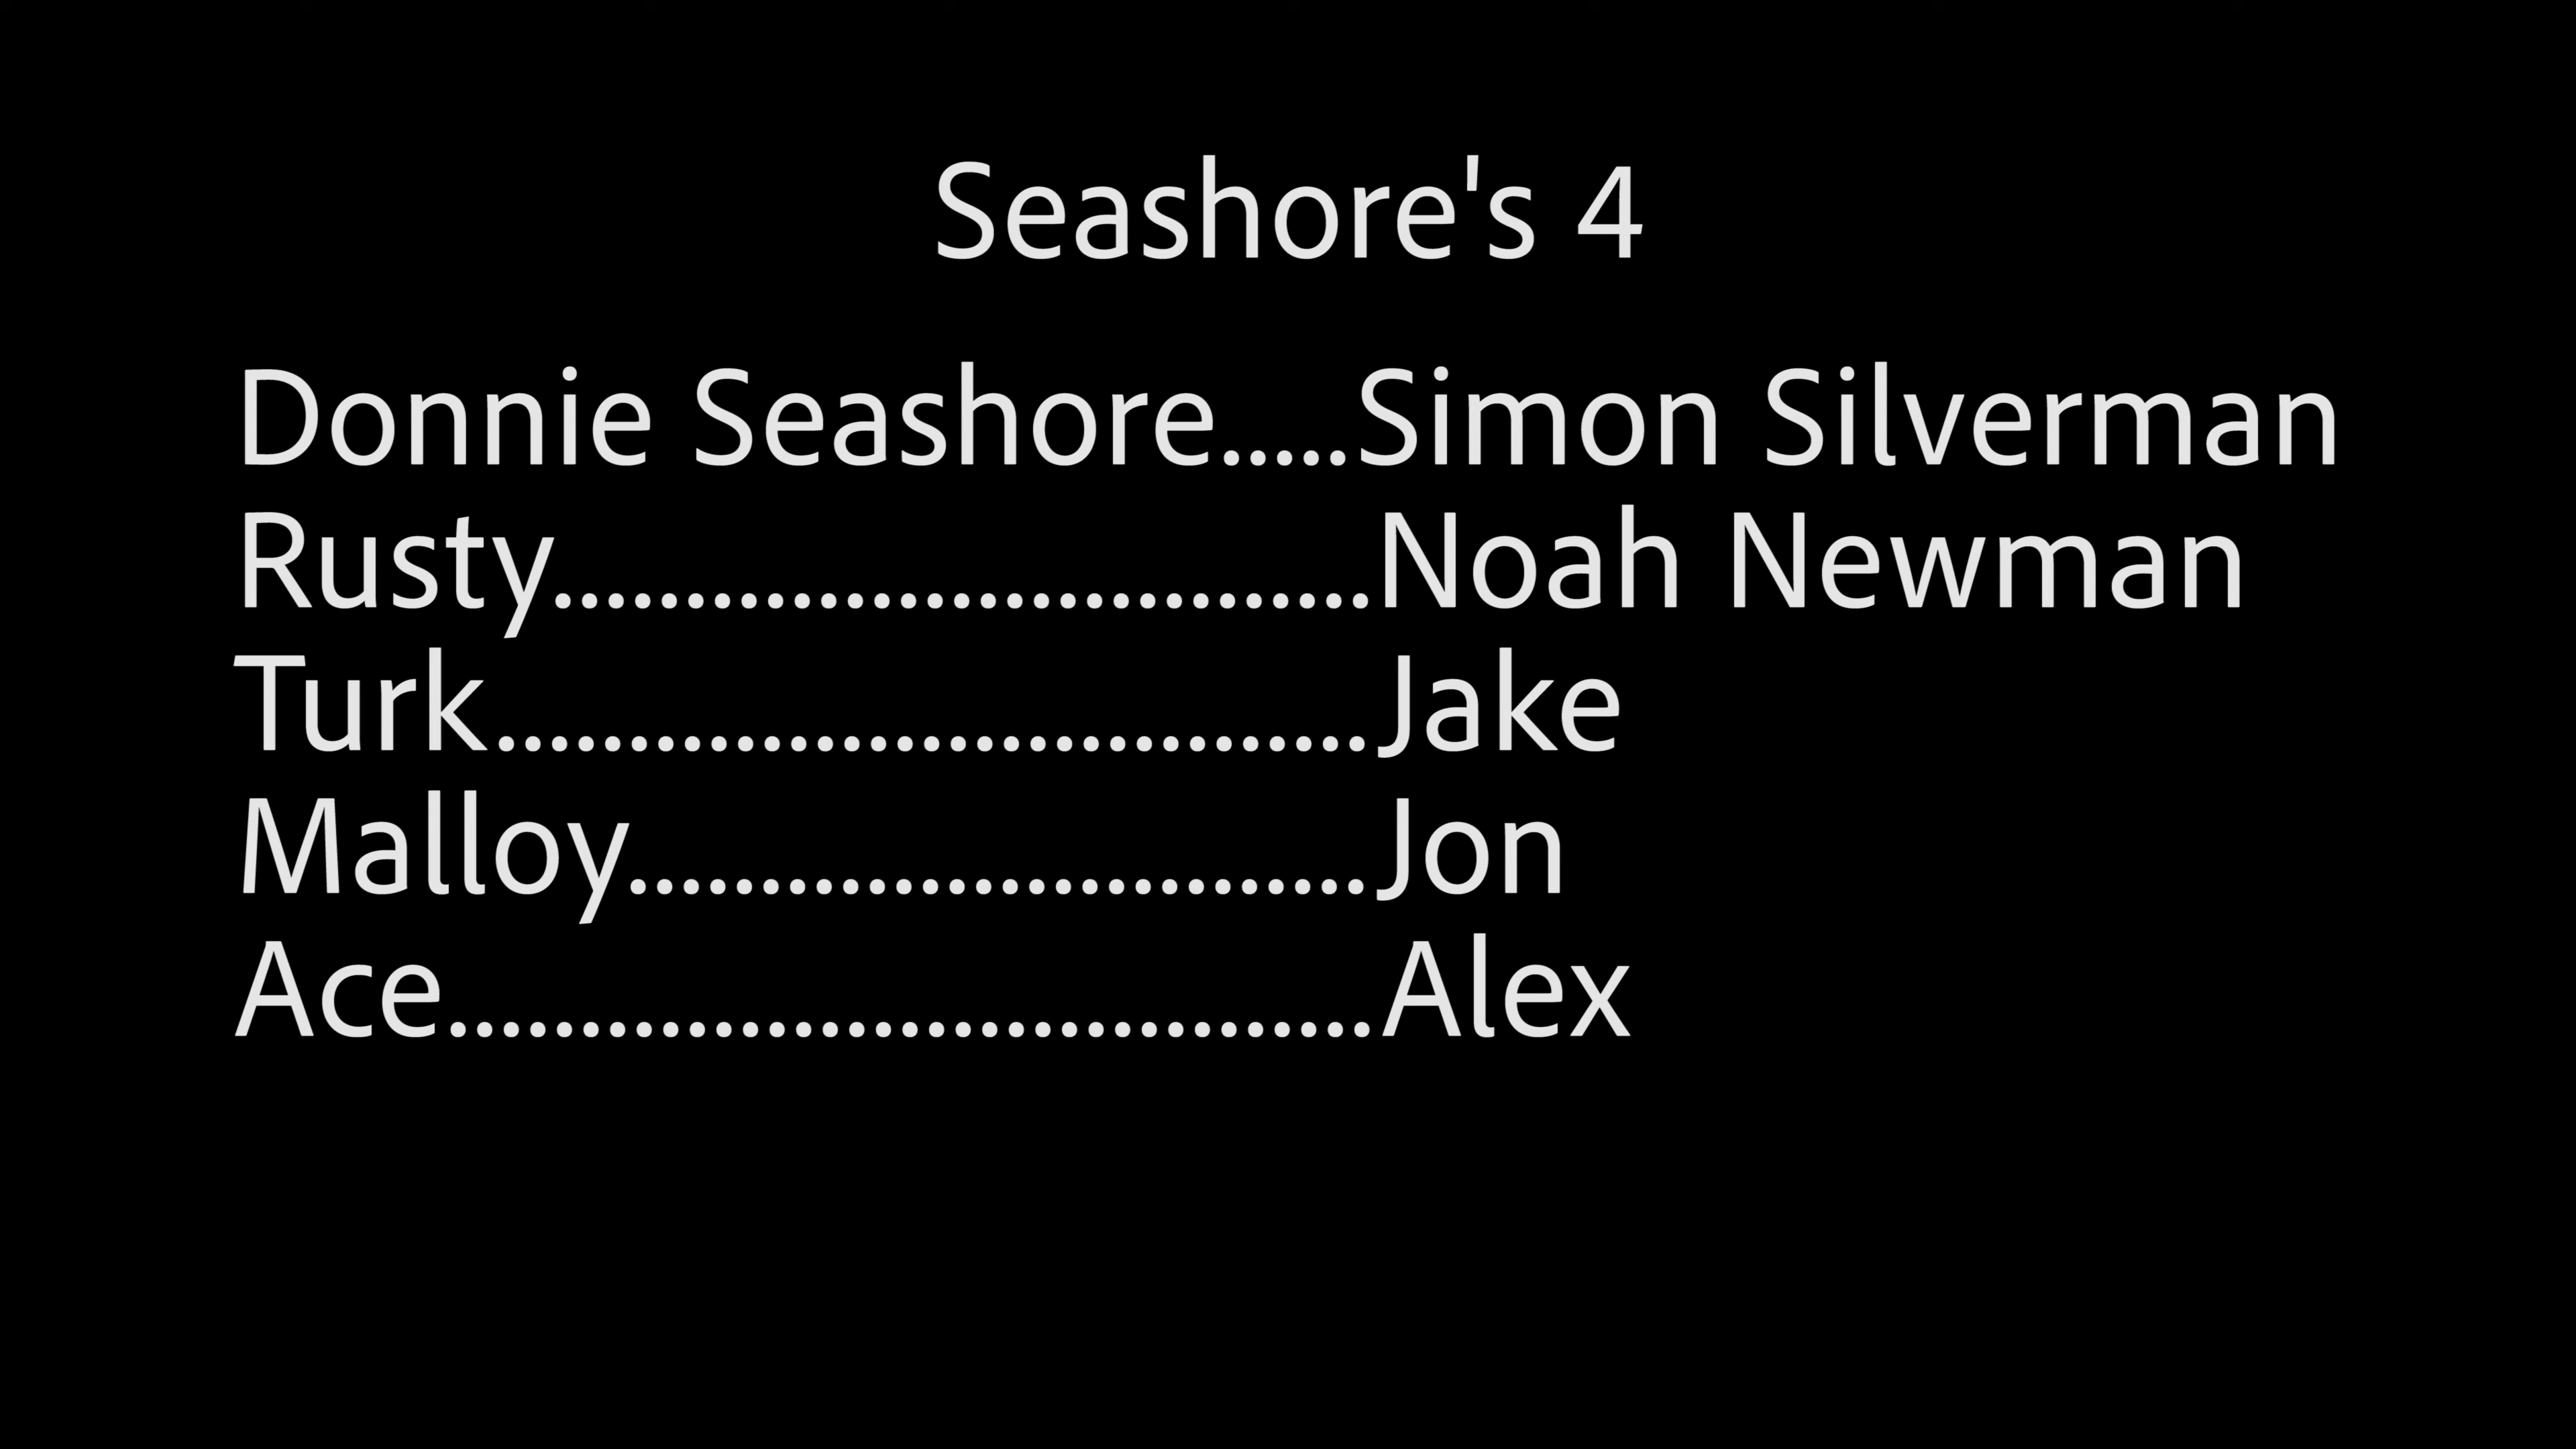 Seashore's 4
Donnie Seashore.....Simon Silverman
Rusty...............................Noah Newman
Turk.................................Jake
Malloy............................Jon
Ace...................................Alex